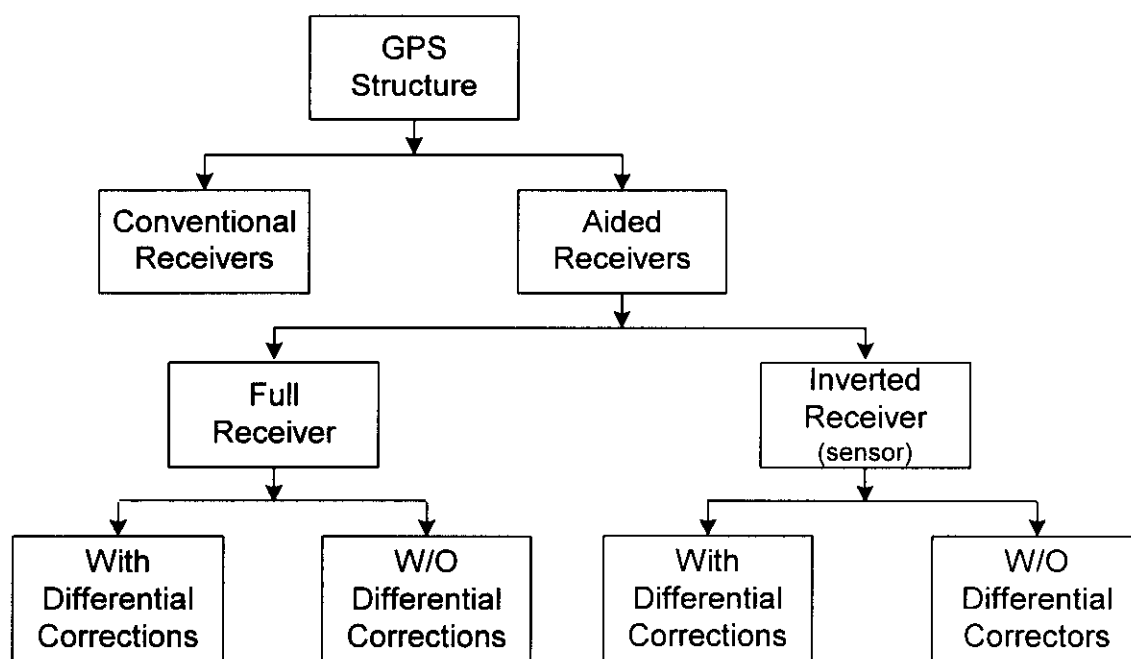 GPS
Structure
Conventional
Receivers
Aided
Receivers
Full
Receiver
Inverted
Receiver
(sensor)
With
Differential
Corrections
W/O
Differential
Corrections
With
Differential
Corrections
W/O
Differential
Correctors